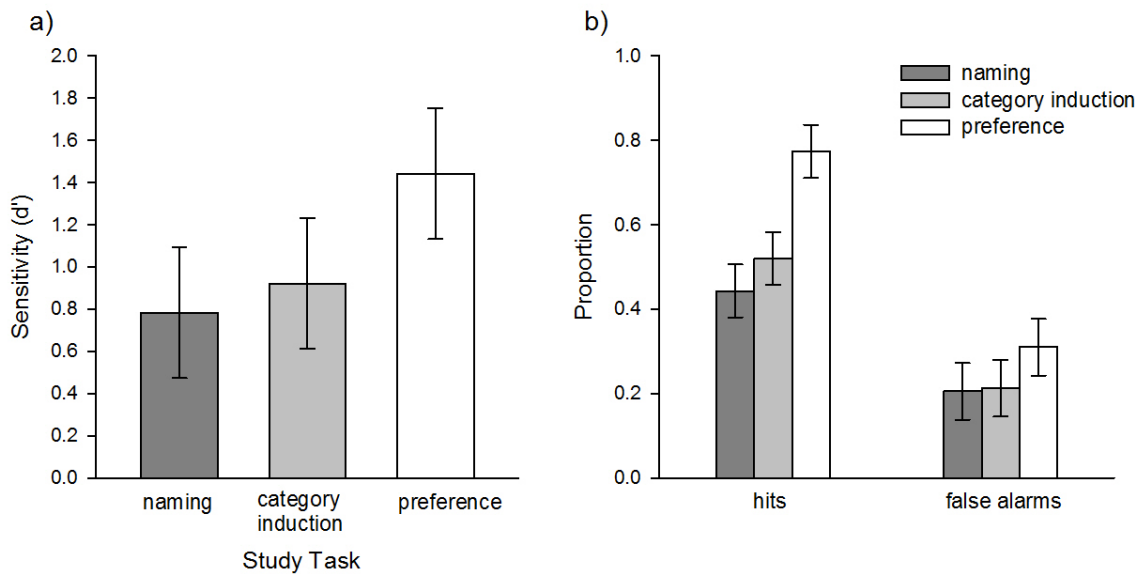 a)
2.0
1.8
1.6
1.4
1.2
1.0
0.8
0.6
0.4
0.2
0.0
Sensitivity (d')
naming
category
induction
preference
Study Task
b)
1.0
0.8
0.6
0.4
0.2
0.0
Proportion
naming
category induction
preference
hits
false alarms